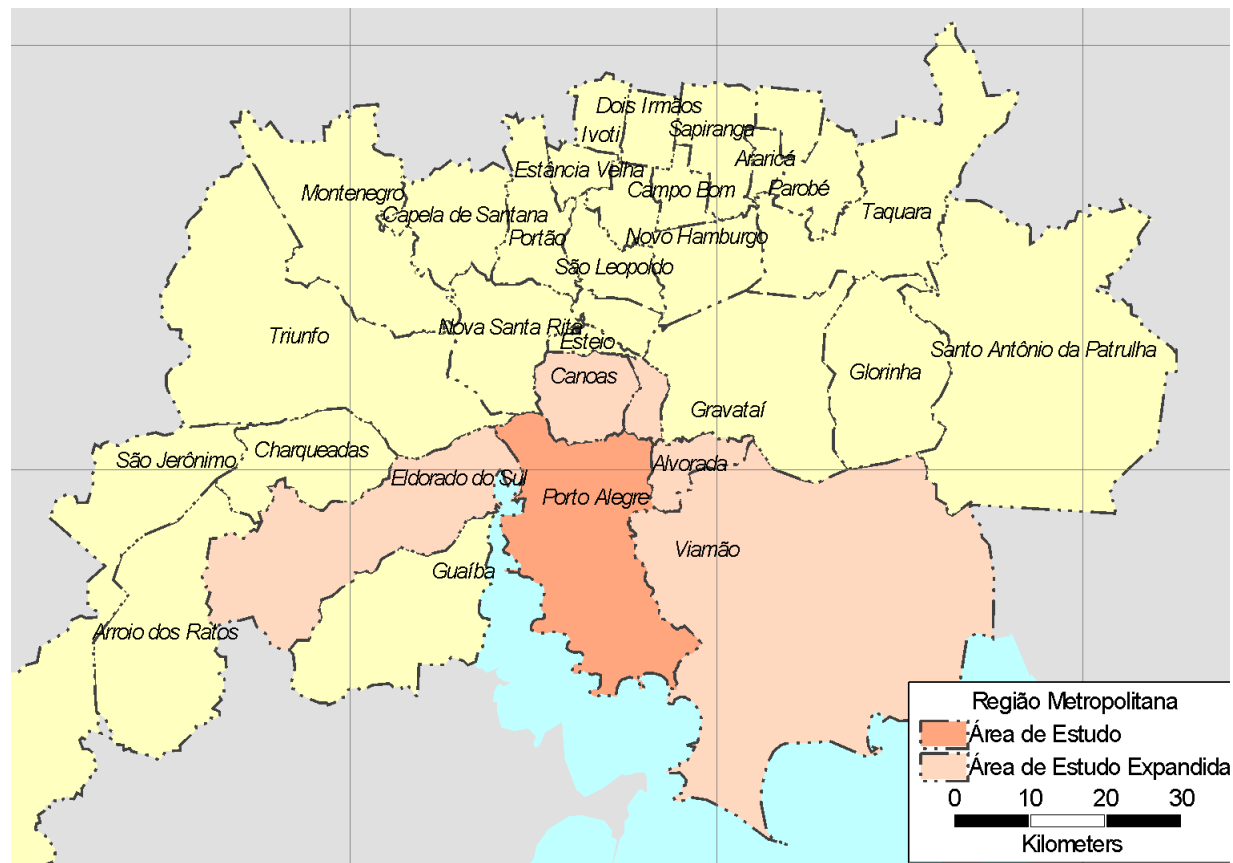 Dois Irmãos
Ivoti
Sapiranga
Estância Velha
Araricá
Campo Bom
Parobé
Montenegro
Capela de Santana
Taquara
Portão
Novo Hamburgo
São Leopoldo
Nova Santa Rita
Triunfo
Esteio
Santo Antônio da Patrulha
Canoas
Glorinha
Gravataí
Charqueadas
São Jerônimo
Alvorada
Eldorado do Sul
Porto Alegre
Viamão
Guaíba
Arroio dos Ratos
Região Metropolitana
Área de Estudo
Área de Estudo Expandida
0 10 20 30
Kilometers